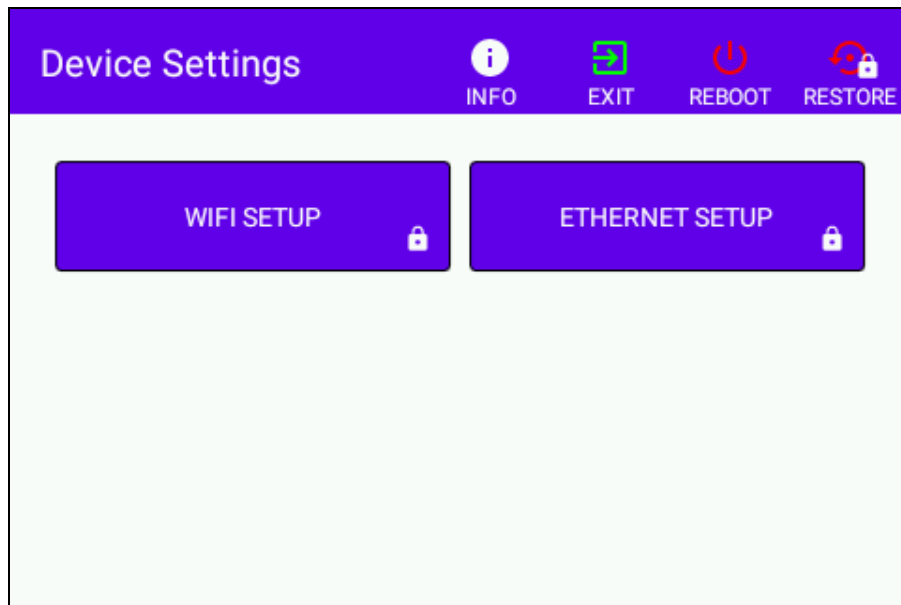 Device Settings
INFO EXIT REBOOT RESTORE
WIFI SETUP ETHERNET SETUP